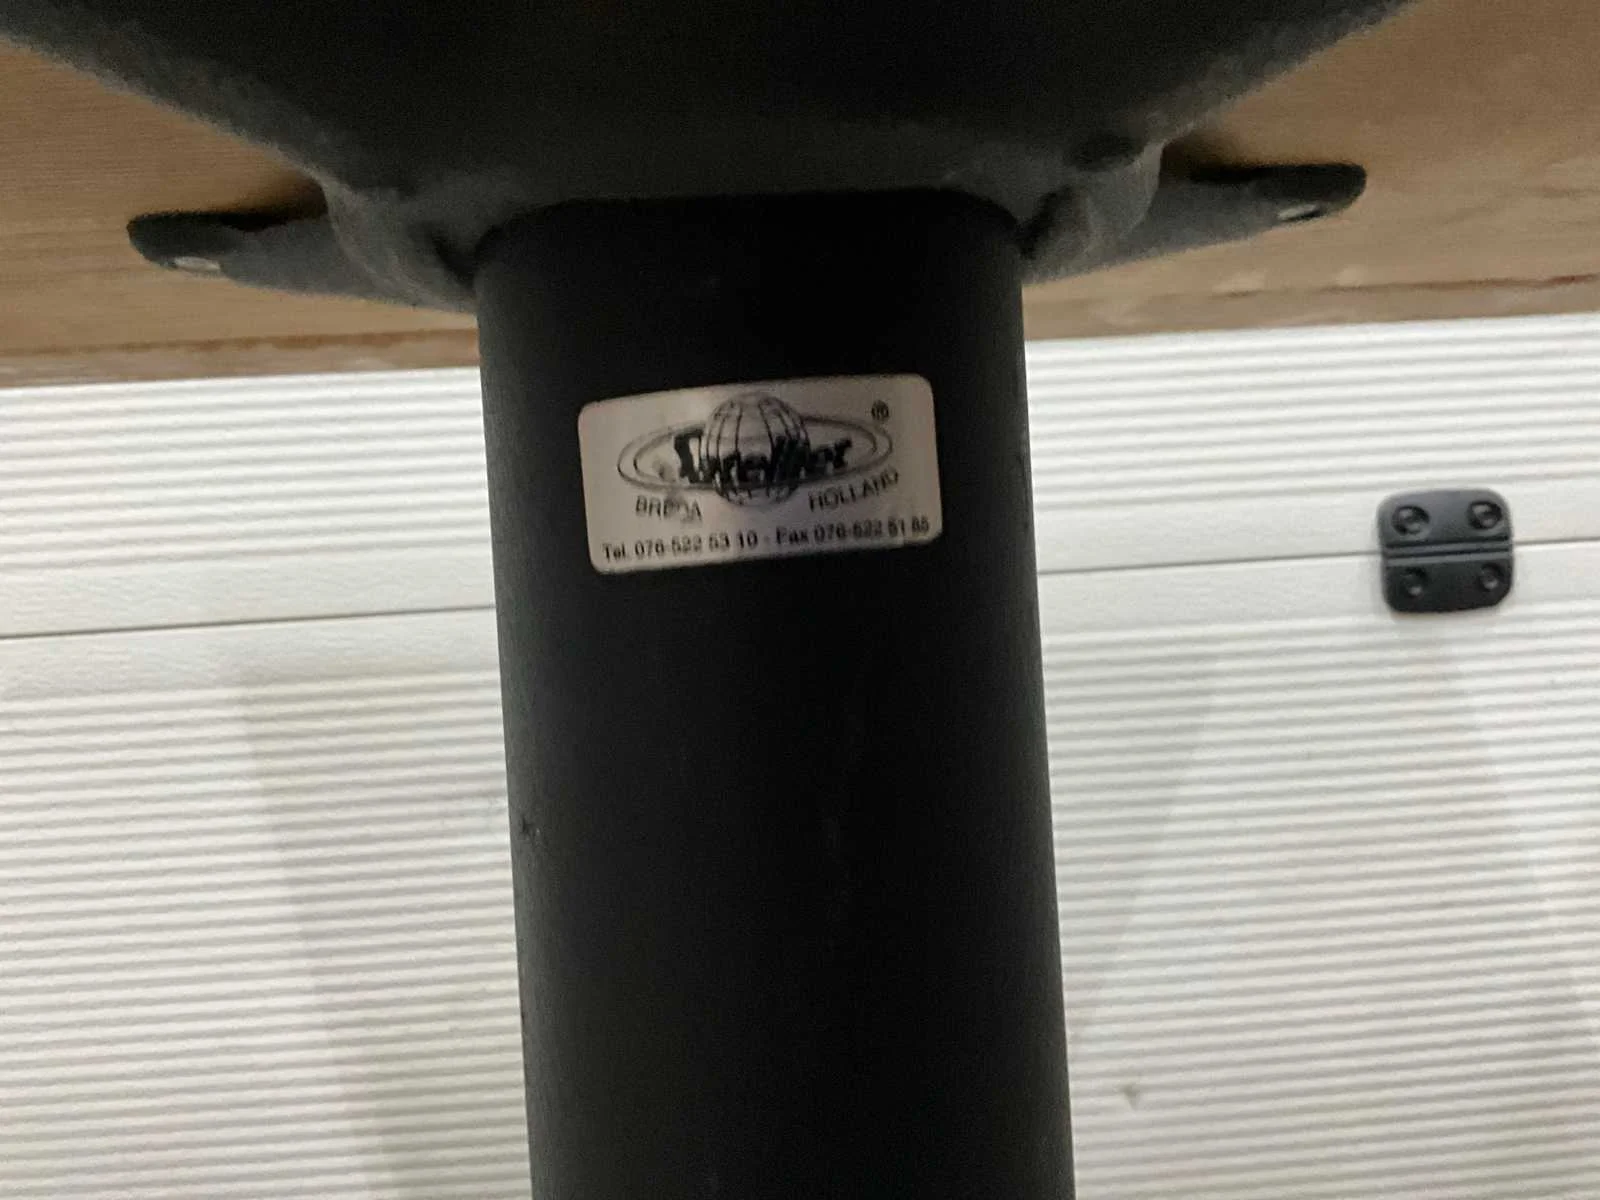 ®
BREDA HOLLAND
Tel. 076-522 53 10 - Fax 076-522 51 85